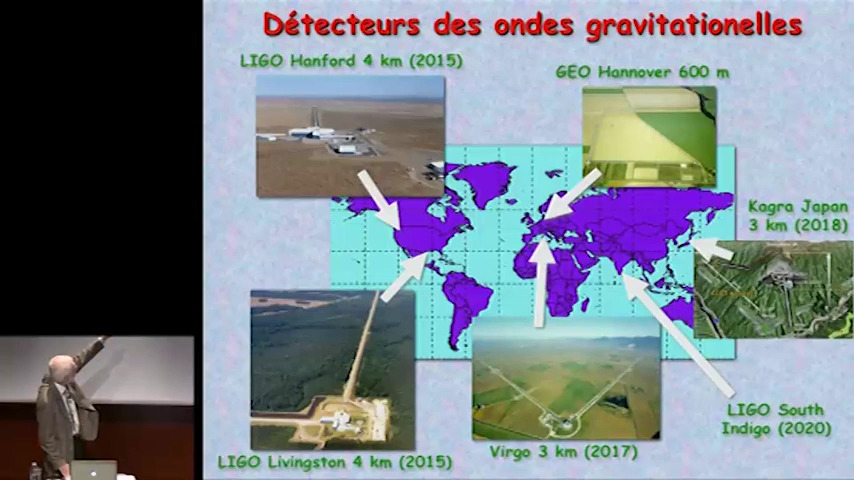 Détecteurs des ondes gravitationelles
LIGO Hanford 4 km (2015)
GEO Hannover 600 m
Kagra Japan
3 km (2018)
LIGO South
Indigo (2020)
Virgo 3 km (2017)
LIGO Livingston 4 km (2015)